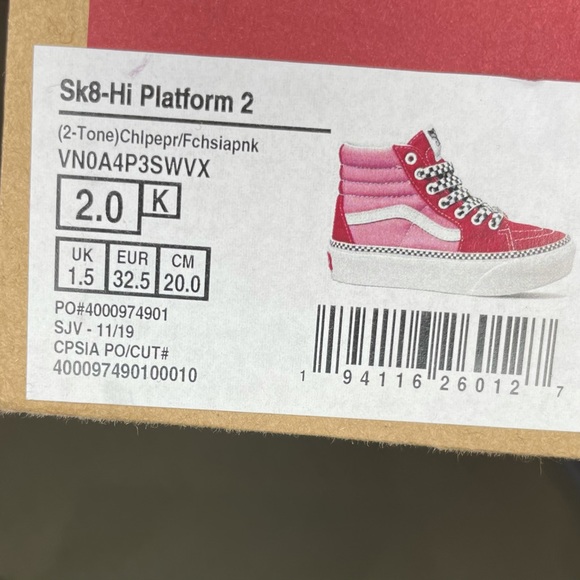 Sk8-Hi Platform 2
(2-Tone)Chlpepr/Fchsiapnk
VN0A4P3SWVX
2.0 K
UK EUR CM
1.5 32.5 20.0
PO#4000974901
SJV - 11/19
CPSIA PO/CUT#
400097490100010
1 94116 26012 7